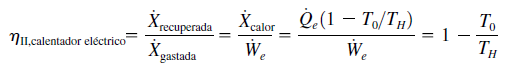 η_II,calentador eléctrico = Ẋ_recuperada / Ẋ_gastada = Ẋ_calor / Ẇ_e = Q̇_e(1 − T_0/T_H) / Ẇ_e = 1 − T_0 / T_H